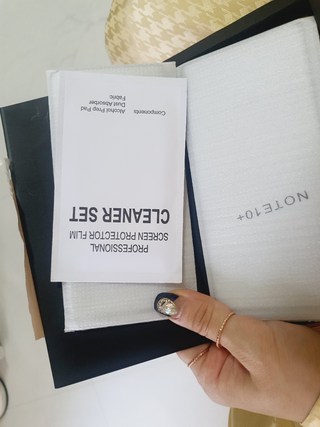 PROFESSIONAL
SCREEN PROTECTOR FLIM
CLEANER SET
Components Alcohol Prep Pad
Dust Absorber
Fabric
NOTE10+